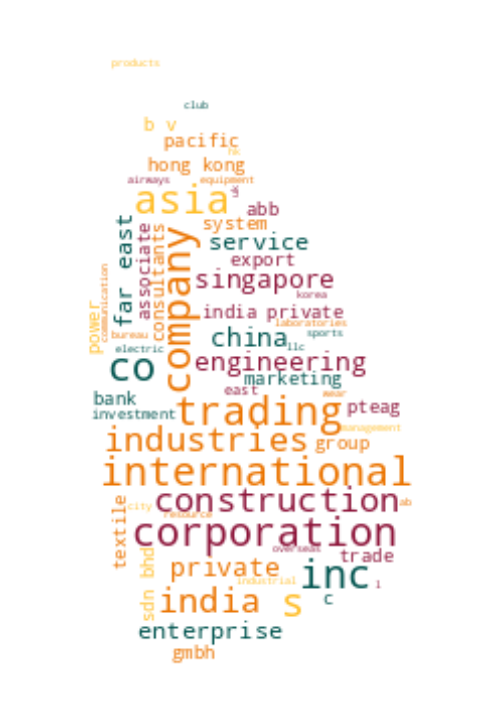 products
club
b v
pacific
hong kong
airways
equipment
asia
abb
far east
associate
consultants
system
service
company
export
singapore
korea
communication
power
india private
laboratories
bureau
sports
china
llc
electric
engineering
co
marketing
east
wear
bank
trading
pteag
investment
management
industries
group
international
textile
construction
ab
city
resource
corporation
overseas
trade
sdn bhd
private
inc
industrial
l
india
s
c
enterprise
gmbh